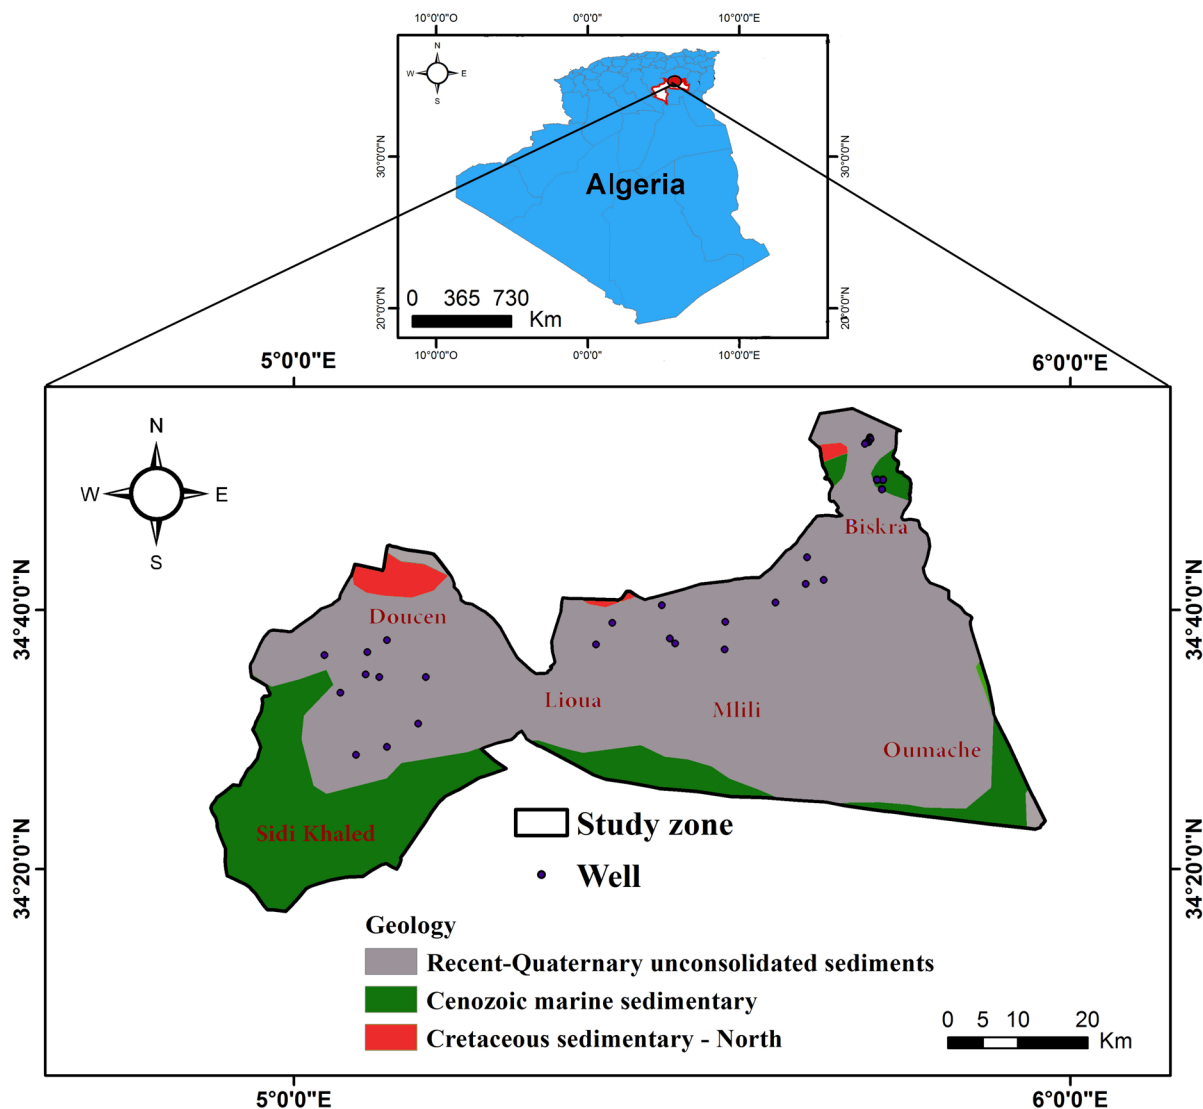 10°0'0"O 0°0'0" 10°0'0"E
N
W E
S
30°0'0"N 30°0'0"N
Algeria
0 365 730
Km
20°0'0"N 20°0'0"N
10°0'0"O 0°0'0" 10°0'0"E
5°0'0"E 6°0'0"E
N
W E
S
Biskra
34°40'0"N 34°40'0"N
Doucen
Lioua
Mlili
Oumache
Sidi Khaled
Study zone
Well
34°20'0"N 34°20'0"N
Geology
Recent-Quaternary unconsolidated sediments
Cenozoic marine sedimentary
Cretaceous sedimentary - North
0 5 10 20
Km
5°0'0"E 6°0'0"E